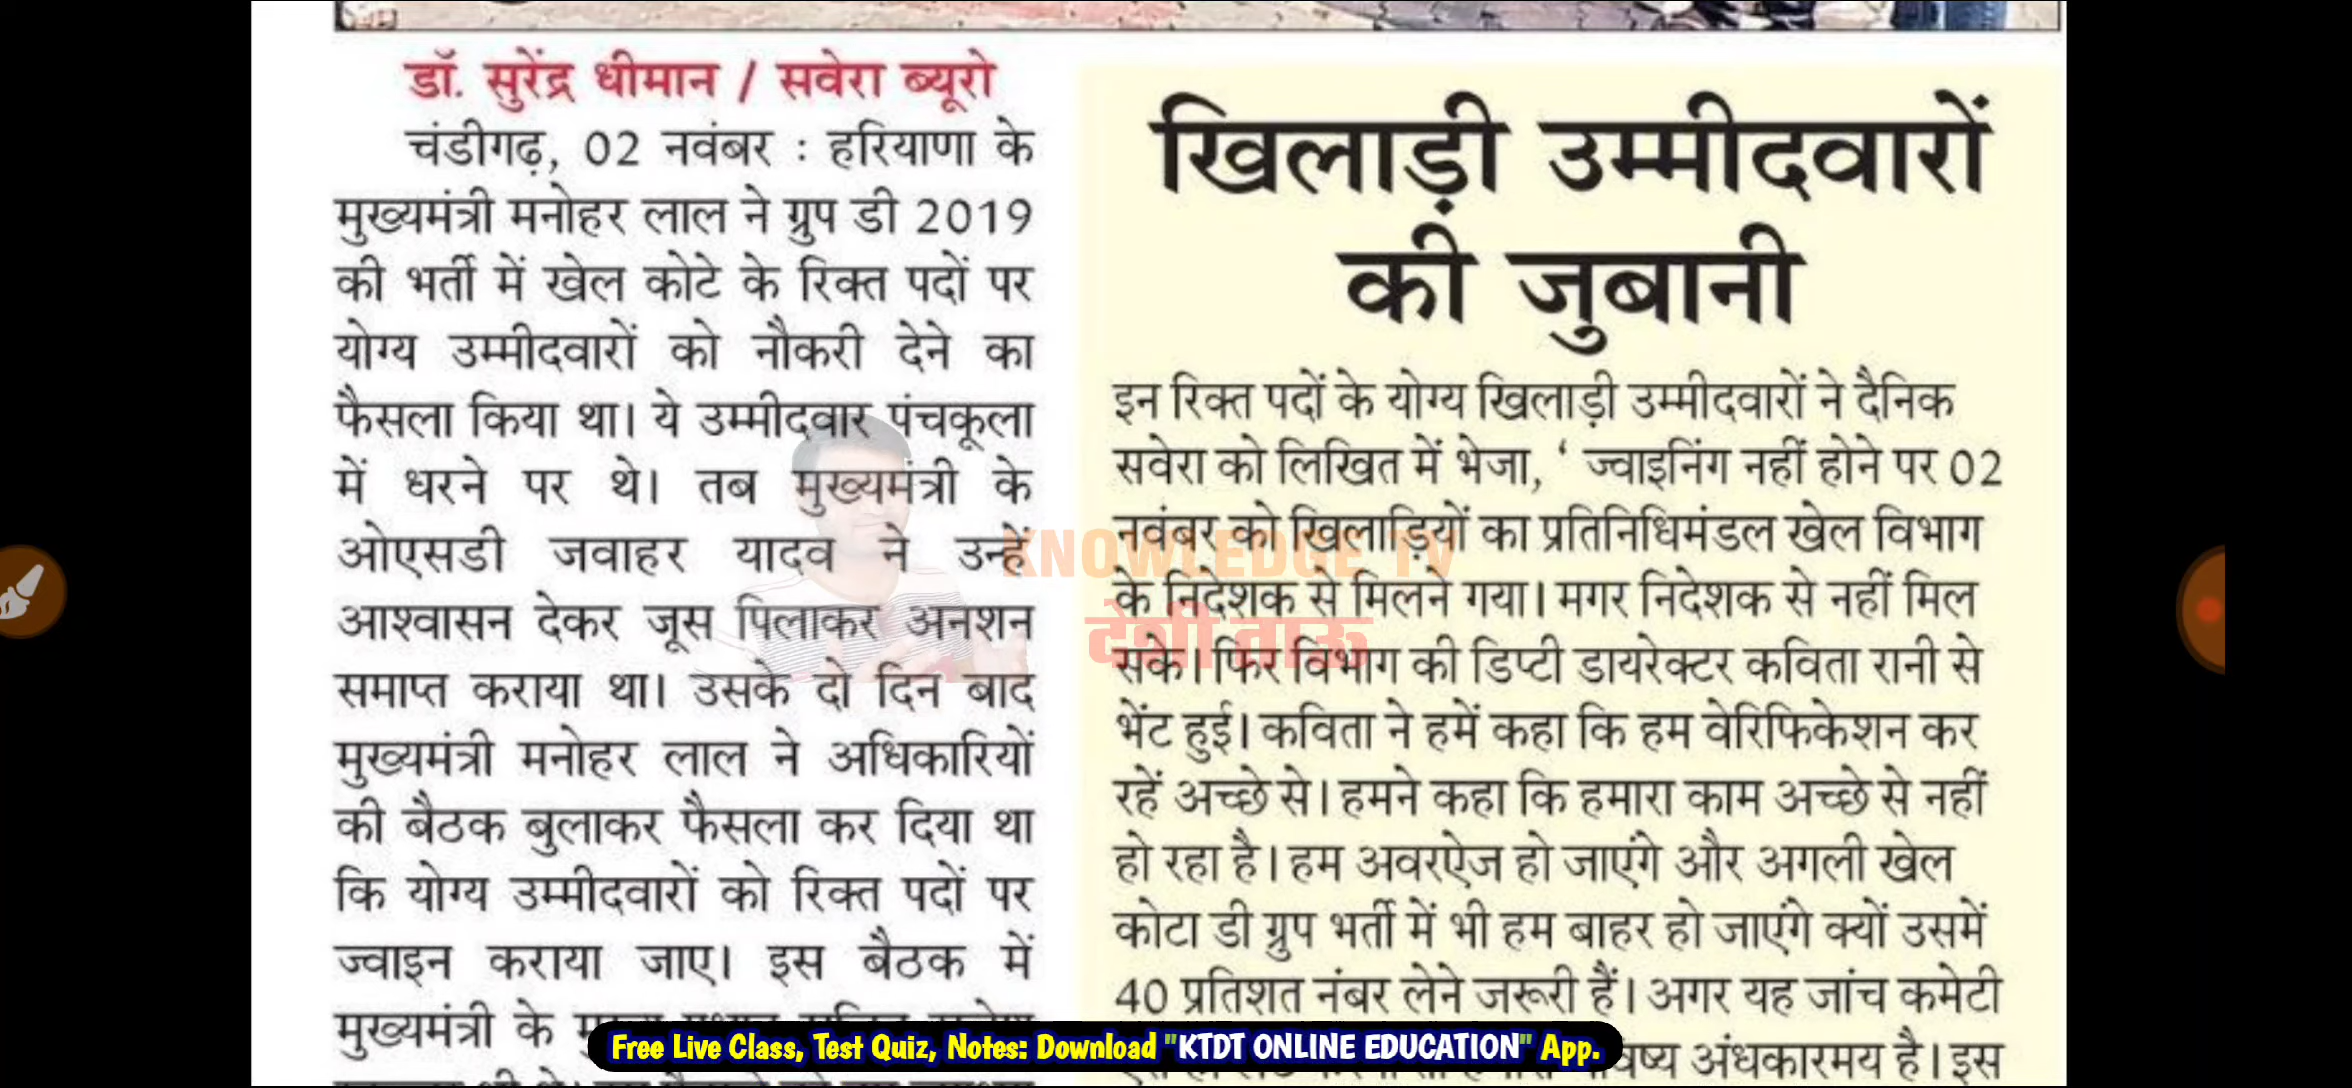 डॉ. सुरेंद्र धीमान / सवेरा ब्यूरो
चंडीगढ़, 02 नवंबर : हरियाणा के
मुख्यमंत्री मनोहर लाल ने ग्रुप डी 2019
की भर्ती में खेल कोटे के रिक्त पदों पर
योग्य उम्मीदवारों को नौकरी देने का
फैसला किया था। ये उम्मीदवार पंचकूला
में धरने पर थे। तब मुख्यमंत्री के
ओएसडी जवाहर यादव ने उन्हें
आश्वासन देकर जूस पिलाकर अनशन
समाप्त कराया था। उसके दो दिन बाद
मुख्यमंत्री मनोहर लाल ने अधिकारियों
की बैठक बुलाकर फैसला कर दिया था
कि योग्य उम्मीदवारों को रिक्त पदों पर
ज्वाइन कराया जाए। इस बैठक में
मुख्यमंत्री के
खिलाड़ी उम्मीदवारों
की जुबानी
इन रिक्त पदों के योग्य खिलाड़ी उम्मीदवारों ने दैनिक
सवेरा को लिखित में भेजा, ‘ ज्वाइनिंग नहीं होने पर 02
नवंबर को खिलाड़ियों का प्रतिनिधिमंडल खेल विभाग
के निदेशक से मिलने गया। मगर निदेशक से नहीं मिल
सके। फिर विभाग की डिप्टी डायरेक्टर कविता रानी से
भेंट हुई। कविता ने हमें कहा कि हम वेरिफिकेशन कर
रहें अच्छे से। हमने कहा कि हमारा काम अच्छे से नहीं
हो रहा है। हम अवरऐज हो जाएंगे और अगली खेल
कोटा डी ग्रुप भर्ती में भी हम बाहर हो जाएंगे क्यों उसमें
40 प्रतिशत नंबर लेने जरूरी हैं। अगर यह जांच कमेटी
अंधकारमय है। इस
KNOWLEDGE TV
देशी ताऊ
Free Live Class, Test Quiz, Notes: Download "KTDT ONLINE EDUCATION" App.